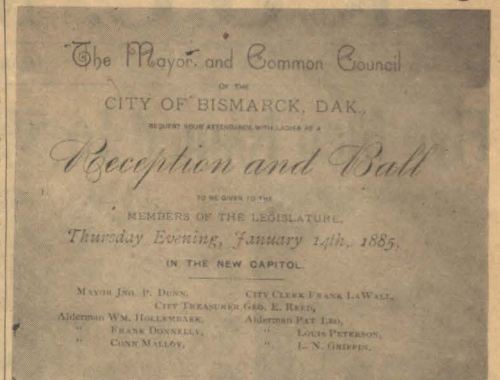 The Mayor and Common Council
OF THE
CITY OF BISMARCK, DAK.,
REQUEST YOUR ATTENDANCE WITH LADIES AT A
Reception and Ball
TO BE GIVEN TO THE
MEMBERS OF THE LEGISLATURE,
Thursday Evening, January 14th, 1885,
IN THE NEW CAPITOL.
MAYOR JNO. P. DUNN. CITY CLERK FRANK LAWALL,
CITY TREASURER GEO. E. REED,
Alderman WM. HOLLEMBAEK, Alderman PAT LEO,
" FRANK DONNELLY, " LOUIS PETERSON,
" CONN MALLOY, " L. N. GRIFFIN.